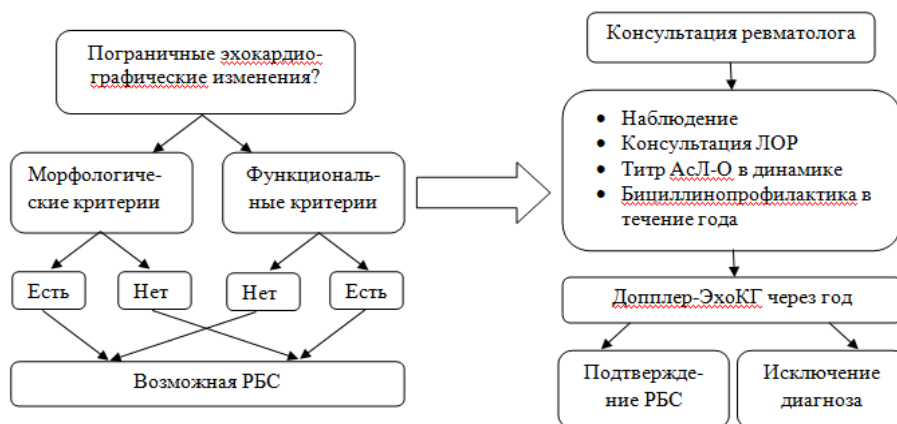 Пограничные эхокардио-
графические изменения?
Морфологиче-
ские критерии
Функциональ-
ные критерии
Есть
Нет
Нет
Есть
Возможная РБС
Консультация ревматолога
• Наблюдение
• Консультация ЛОР
• Титр АсЛ-О в динамике
• Бициллинопрофилактика в
течение года
Допплер-ЭхоКГ через год
Подтвержде-
ние РБС
Исключение
диагноза